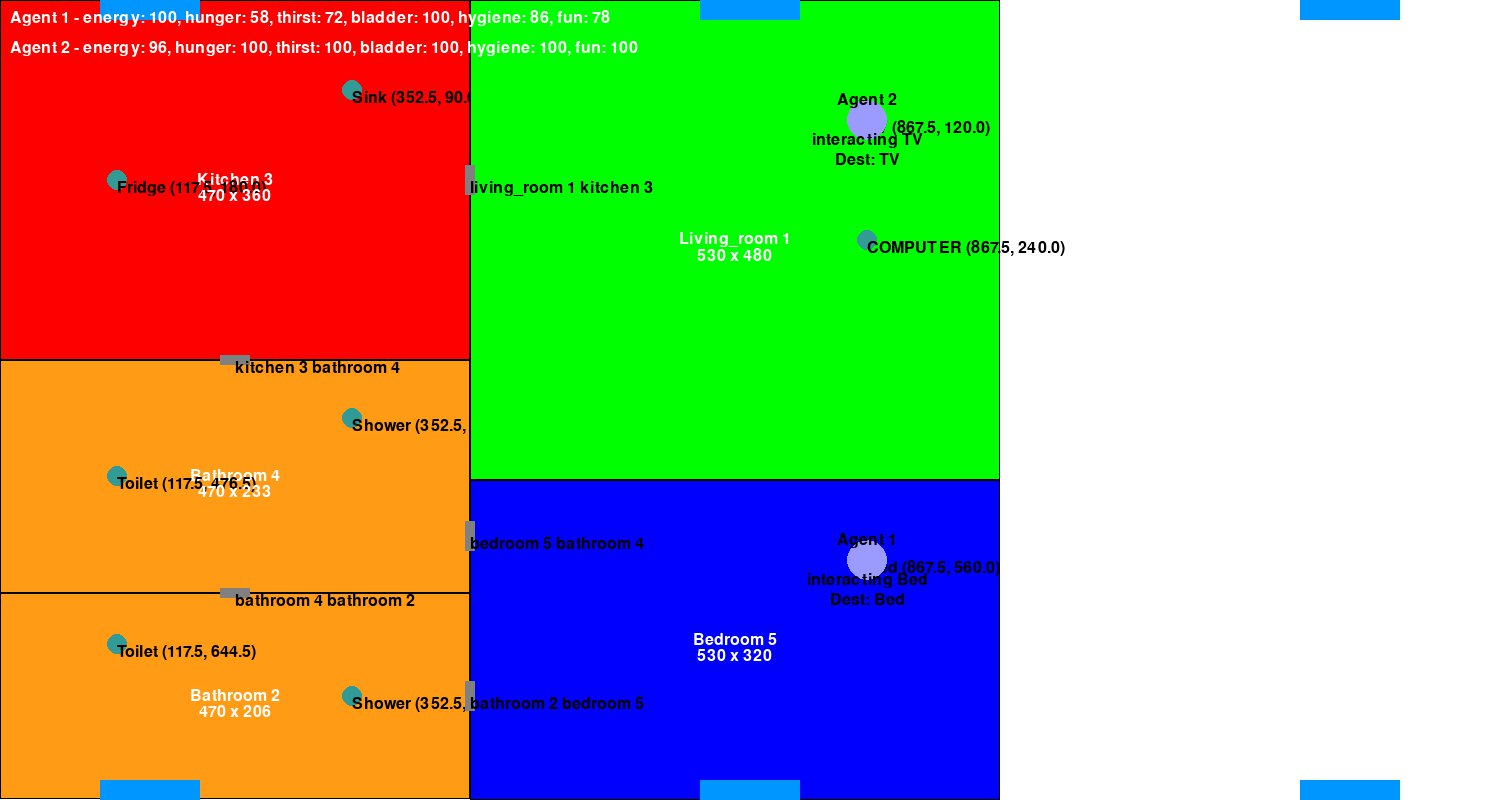 Agent 1 - energy: 100, hunger: 58, thirst: 72, bladder: 100, hygiene: 86, fun: 78
Agent 2 - energy: 96, hunger: 100, thirst: 100, bladder: 100, hygiene: 100, fun: 100
Sink (352.5, 90.
Agent 2
(867.5, 120.0)
interacting TV
Dest: TV
Kitchen 3
Fridge (117.5, 180.0)
470 x 360
living_room 1 kitchen 3
Living_room 1
530 x 480
COMPUTER (867.5, 240.0)
kitchen 3 bathroom 4
Shower (352.5,
Bathroom 4
Toilet (117.5, 476.5)
470 x 233
bedroom 5 bathroom 4
Agent 1
(867.5, 560.0)
interacting Bed
Dest: Bed
bathroom 4 bathroom 2
Toilet (117.5, 644.5)
Bedroom 5
530 x 320
Bathroom 2
470 x 206
Shower (352.5,
bathroom 2 bedroom 5